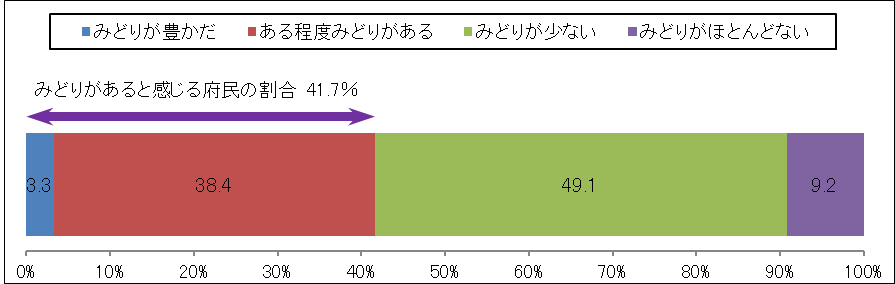 みどりが豊かだ ある程度みどりがある みどりが少ない みどりがほとんどない
みどりがあると感じる府民の割合 41.7%
3.3 38.4 49.1 9.2
0% 10% 20% 30% 40% 50% 60% 70% 80% 90% 100%